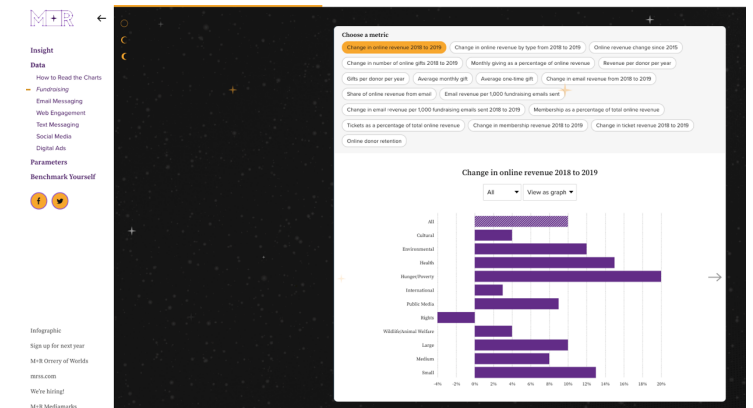 M+R
Insight
Data
How to Read the Charts
Fundraising
Email Messaging
Web Engagement
Text Messaging
Social Media
Digital Ads
Parameters
Benchmark Yourself
Infographic
Sign up for next year
M+R Orrery of Worlds
mrss.com
We're hiring!
M+R Mediamarks
Choose a metric
Change in online revenue 2018 to 2019
Change in online revenue by type from 2018 to 2019
Online revenue change since 2015
Change in number of online gifts 2018 to 2019
Monthly giving as a percentage of online revenue
Revenue per donor per year
Gifts per donor per year
Average monthly gift
Average one-time gift
Change in email revenue from 2018 to 2019
Share of online revenue from email
Email revenue per 1,000 fundraising emails sent
Change in email revenue per 1,000 fundraising emails sent 2018 to 2019
Membership as a percentage of total online revenue
Tickets as a percentage of total online revenue
Change in membership revenue 2018 to 2019
Change in ticket revenue 2018 to 2019
Online donor retention
Change in online revenue 2018 to 2019
All
View as graph
All
Cultural
Environmental
Health
Hunger/Poverty
International
Public Media
Rights
Wildlife/Animal Welfare
Large
Medium
Small
-4% -2% 0% 2% 4% 6% 8% 10% 12% 14% 16% 18% 20%